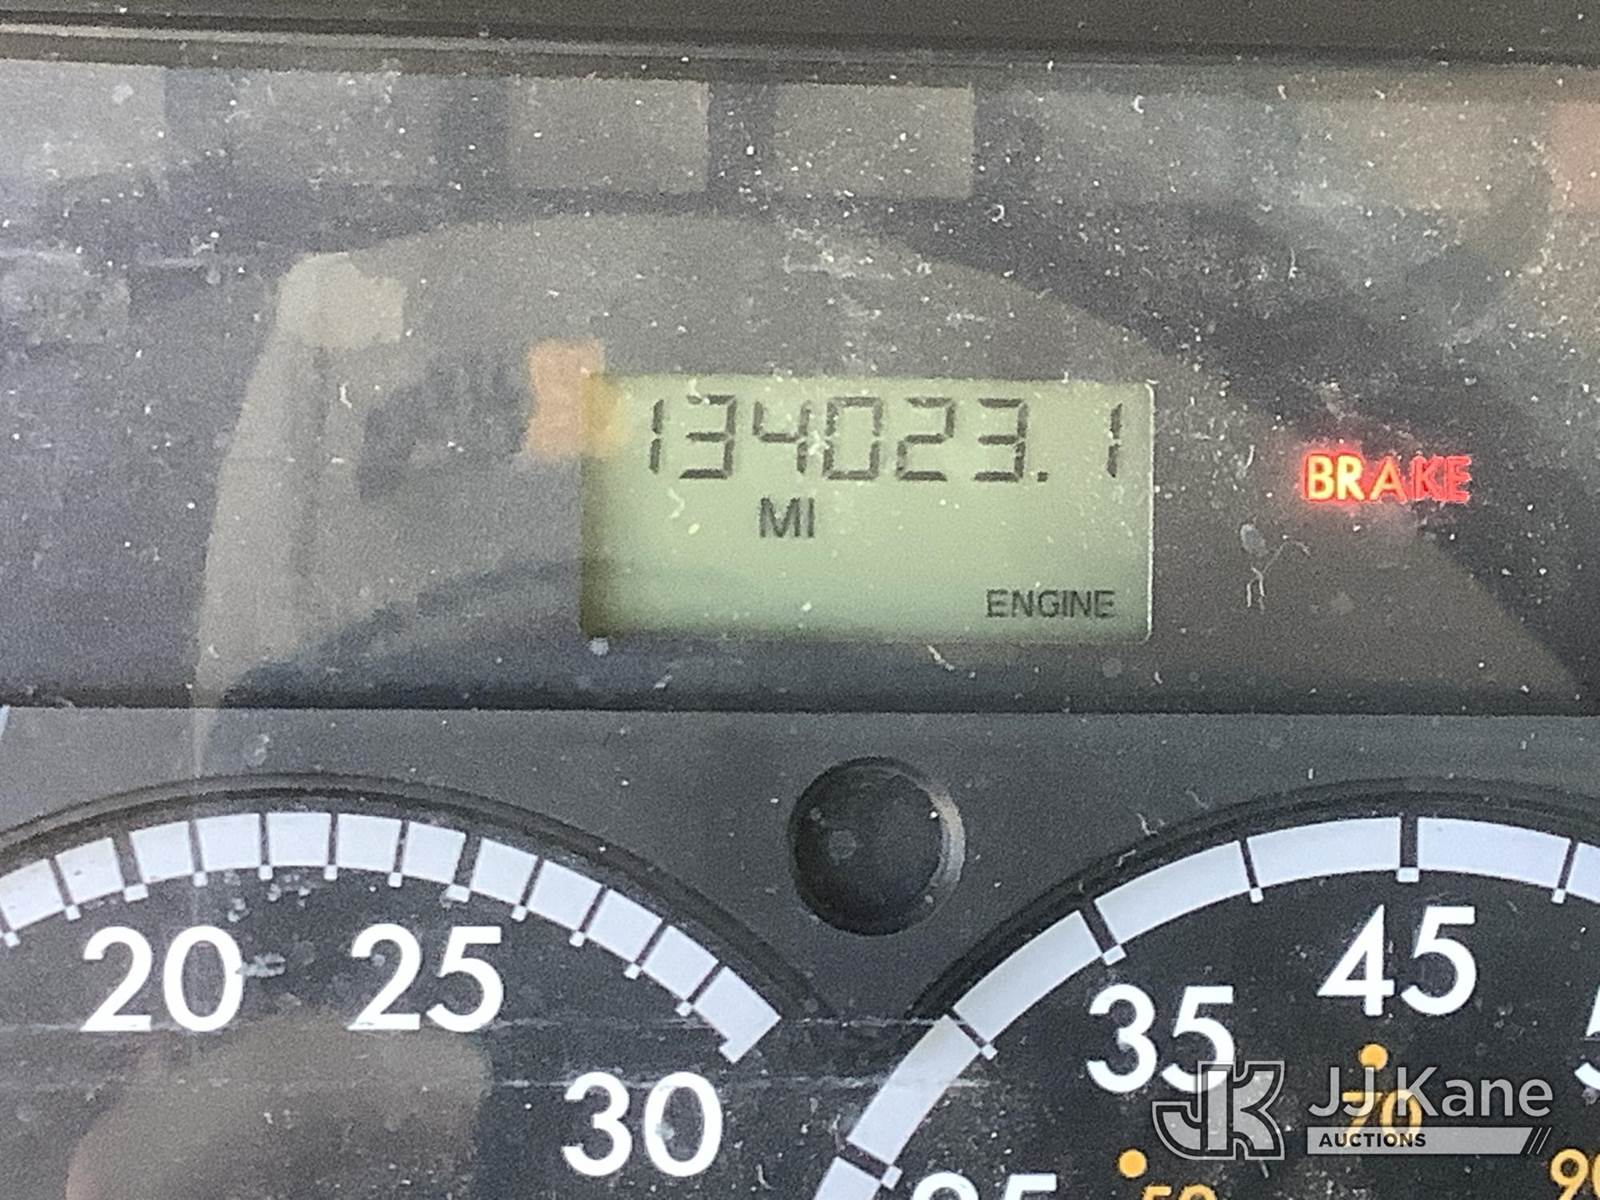 134023.1
MI
ENGINE
BRAKE
20 25
30
35 45
70
JJ Kane
AUCTIONS